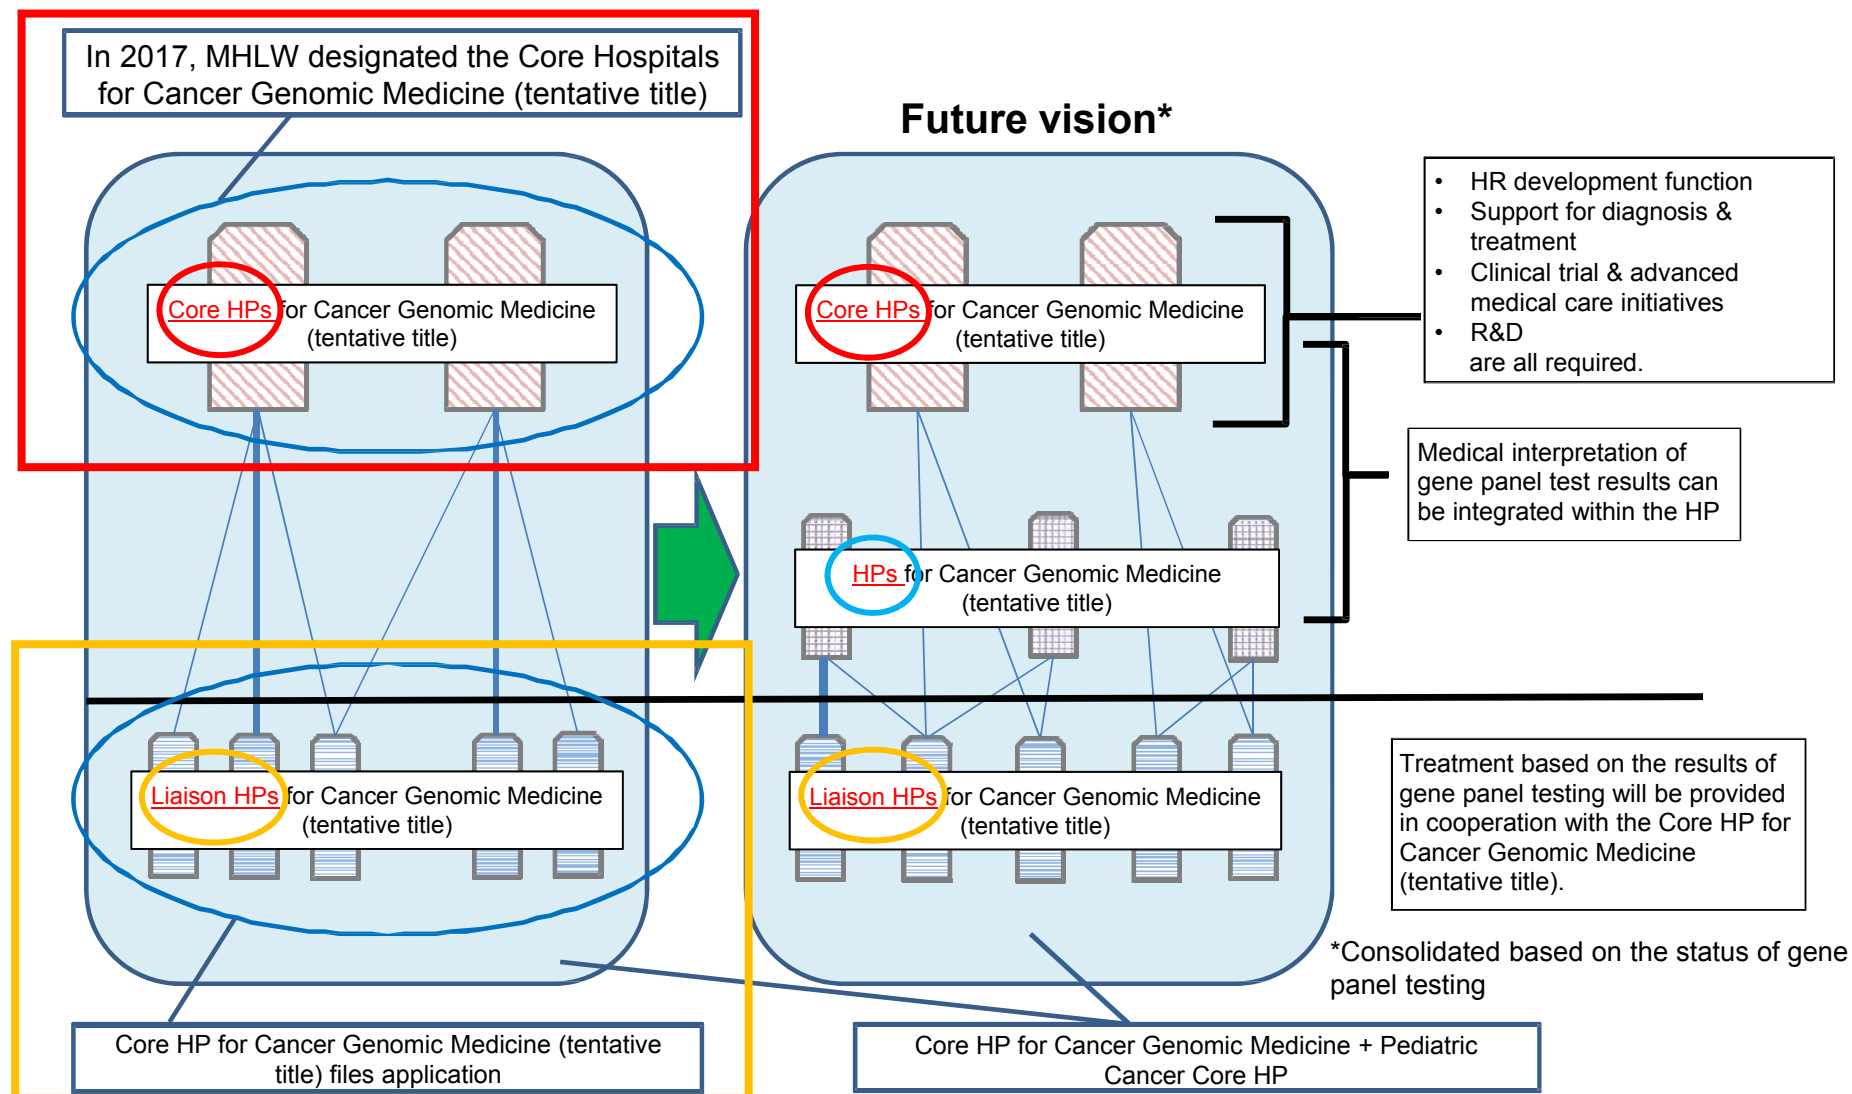 In 2017, MHLW designated the Core Hospitals
for Cancer Genomic Medicine (tentative title)
Future vision*
Core HPs for Cancer Genomic Medicine
(tentative title)
Core HPs for Cancer Genomic Medicine
(tentative title)
• HR development function
• Support for diagnosis &
treatment
• Clinical trial & advanced
medical care initiatives
• R&D
are all required.
Medical interpretation of
gene panel test results can
be integrated within the HP
HPs for Cancer Genomic Medicine
(tentative title)
Liaison HPs for Cancer Genomic Medicine
(tentative title)
Liaison HPs for Cancer Genomic Medicine
(tentative title)
Treatment based on the results of
gene panel testing will be provided
in cooperation with the Core HP for
Cancer Genomic Medicine
(tentative title).
*Consolidated based on the status of gene
panel testing
Core HP for Cancer Genomic Medicine (tentative
title) files application
Core HP for Cancer Genomic Medicine + Pediatric
Cancer Core HP